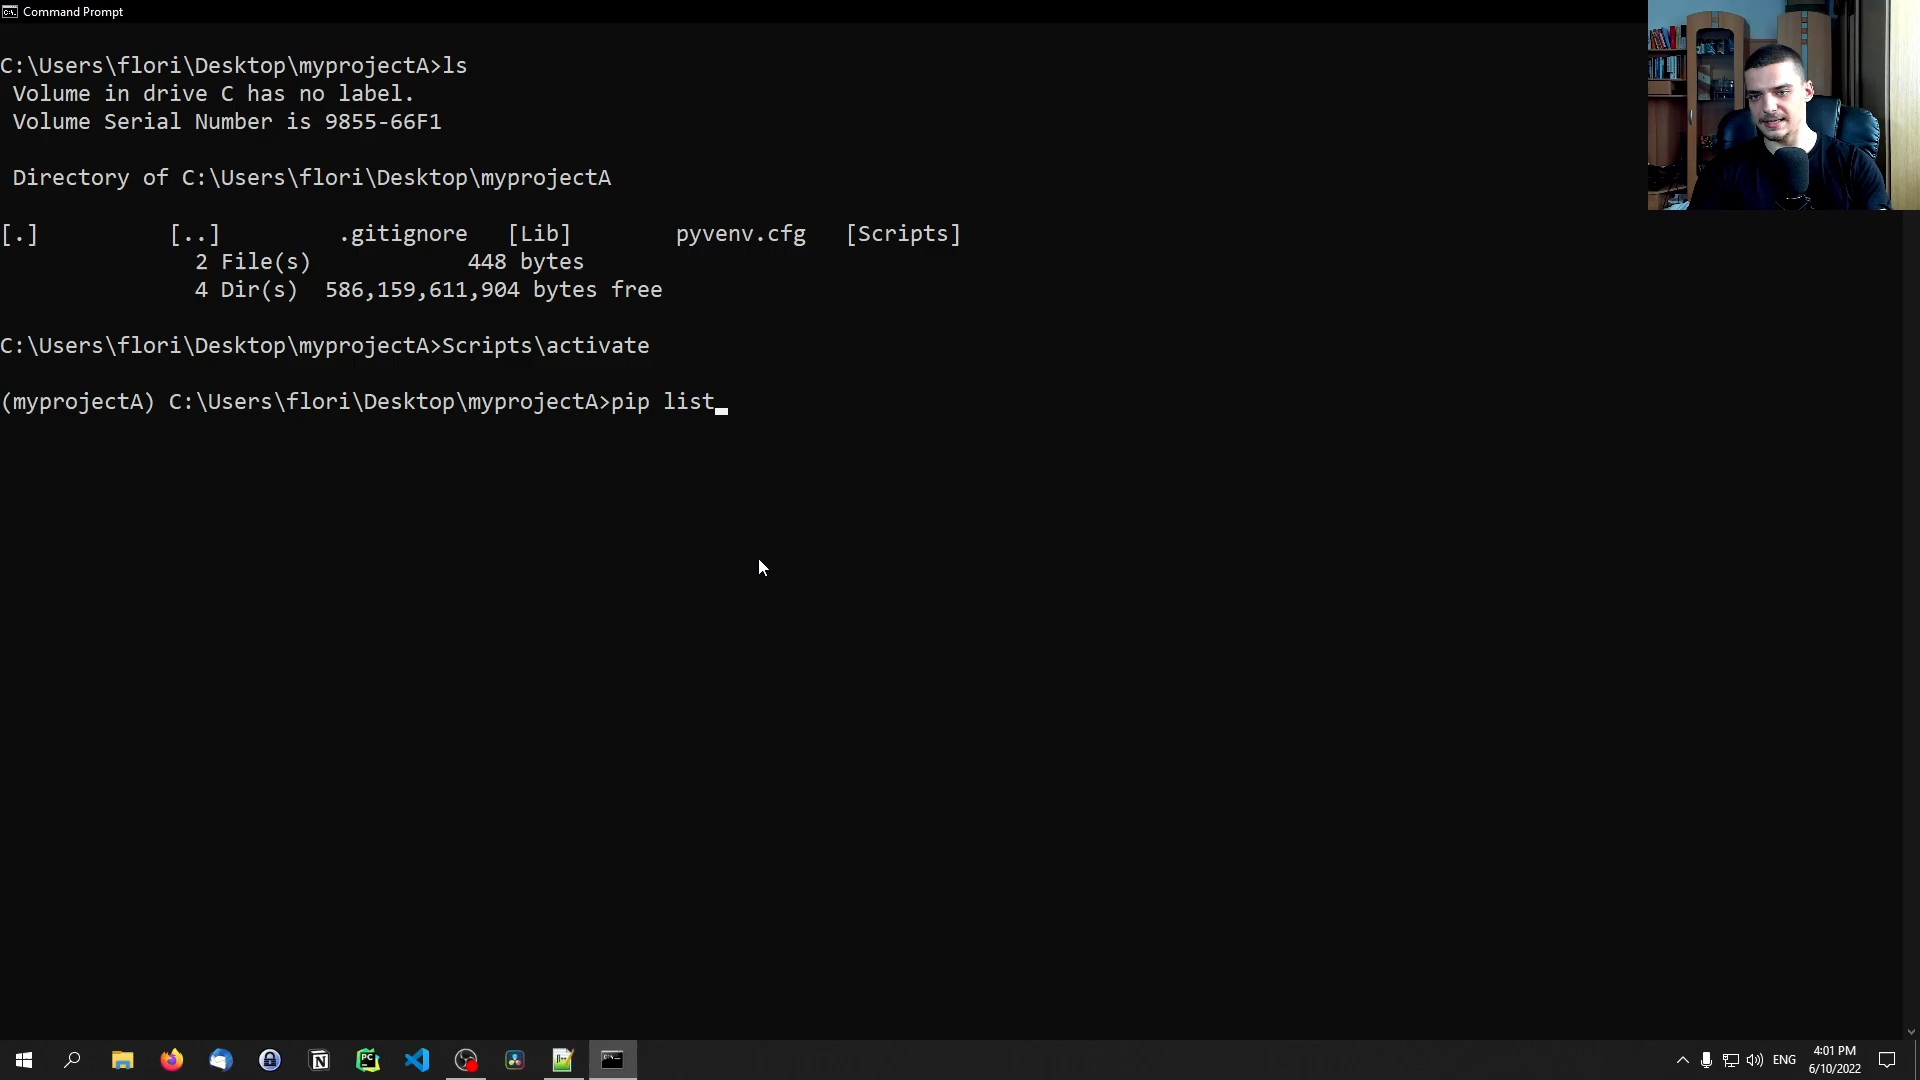 Command Prompt
C:\Users\flori\Desktop\myprojectA>ls
Volume in drive C has no label.
Volume Serial Number is 9855-66F1
Directory of C:\Users\flori\Desktop\myprojectA
[.] [..] .gitignore [Lib] pyvenv.cfg [Scripts]
2 File(s) 448 bytes
4 Dir(s) 586,159,611,904 bytes free
C:\Users\flori\Desktop\myprojectA>Scripts\activate
(myprojectA) C:\Users\flori\Desktop\myprojectA>pip list
ENG
4:01 PM
6/10/2022